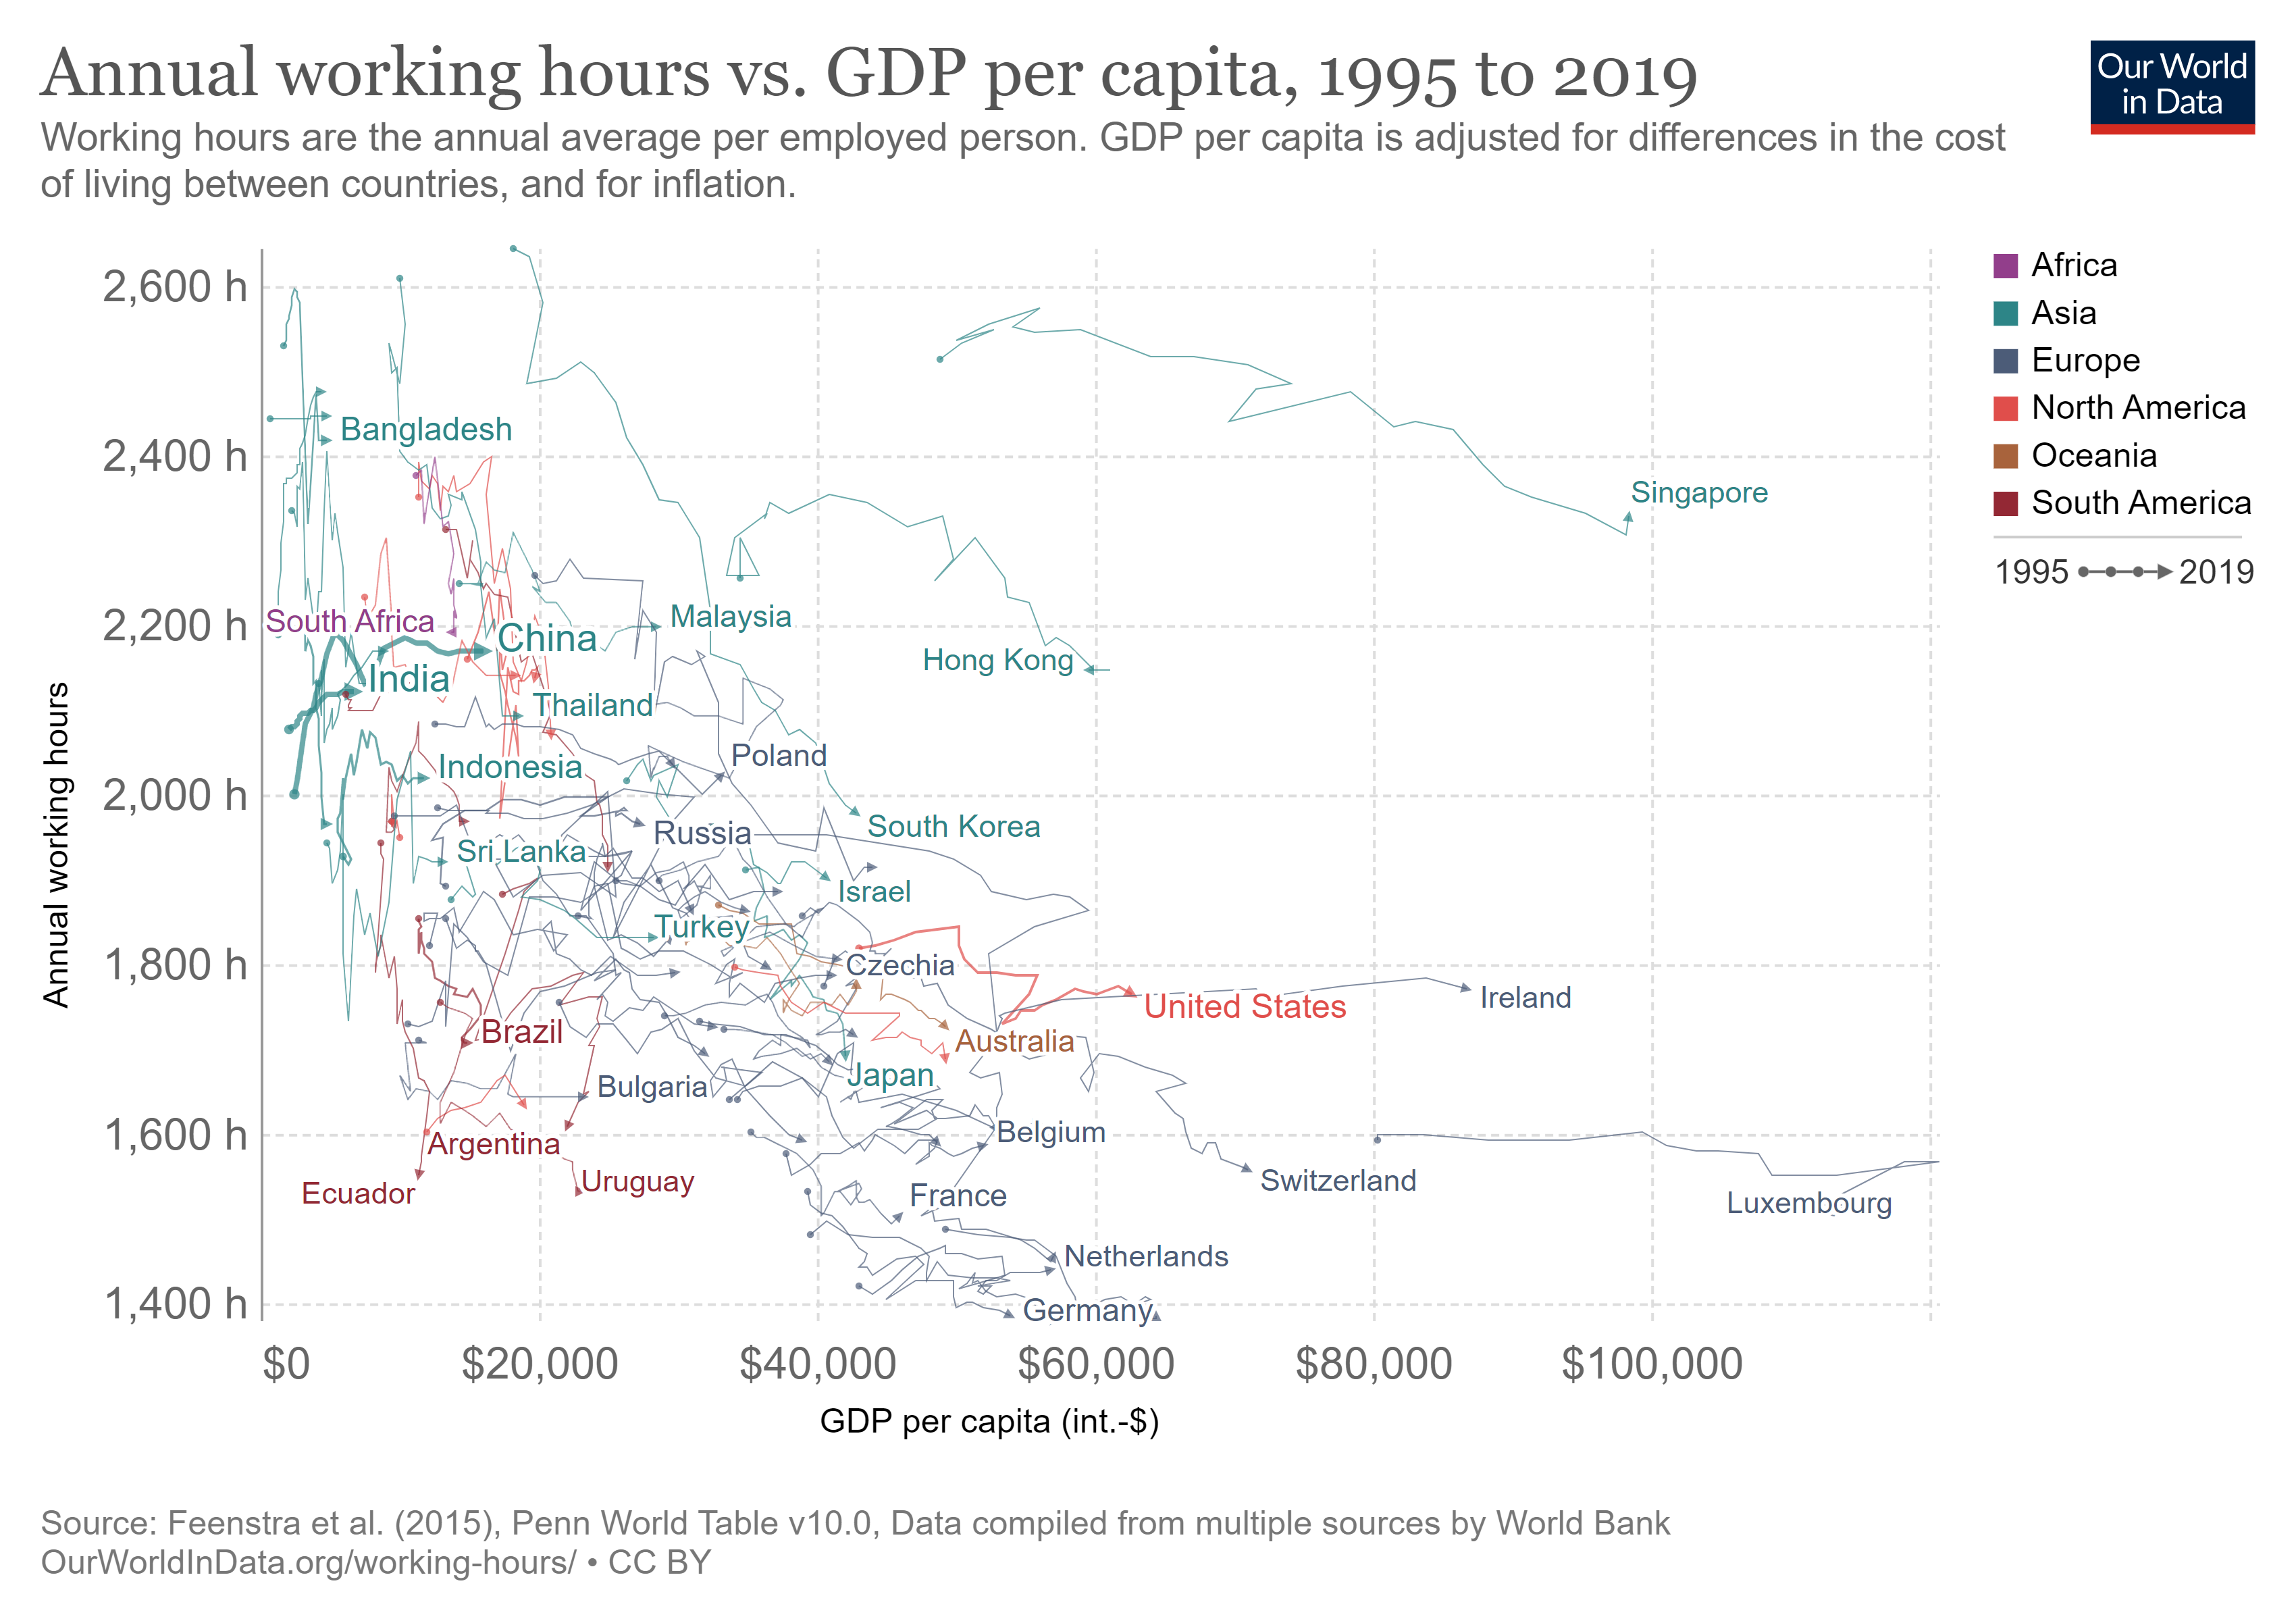 Annual working hours vs. GDP per capita, 1995 to 2019
Our World
in Data
Working hours are the annual average per employed person. GDP per capita is adjusted for differences in the cost
of living between countries, and for inflation.
2,600 h
2,400 h
2,200 h
2,000 h
1,800 h
1,600 h
1,400 h
Annual working hours
Africa
Asia
Europe
North America
Oceania
South America
1995
2019
Bangladesh
Singapore
South Africa
Malaysia
China
Hong Kong
India
Thailand
Poland
Indonesia
South Korea
Russia
Sri Lanka
Israel
Turkey
Czechia
United States
Ireland
Brazil
Australia
Japan
Bulgaria
Belgium
Argentina
Switzerland
Uruguay
Ecuador
France
Luxembourg
Netherlands
Germany
$0
$20,000
$40,000
$60,000
$80,000
$100,000
GDP per capita (int.-$)
Source: Feenstra et al. (2015), Penn World Table v10.0, Data compiled from multiple sources by World Bank
OurWorldInData.org/working-hours/ • CC BY